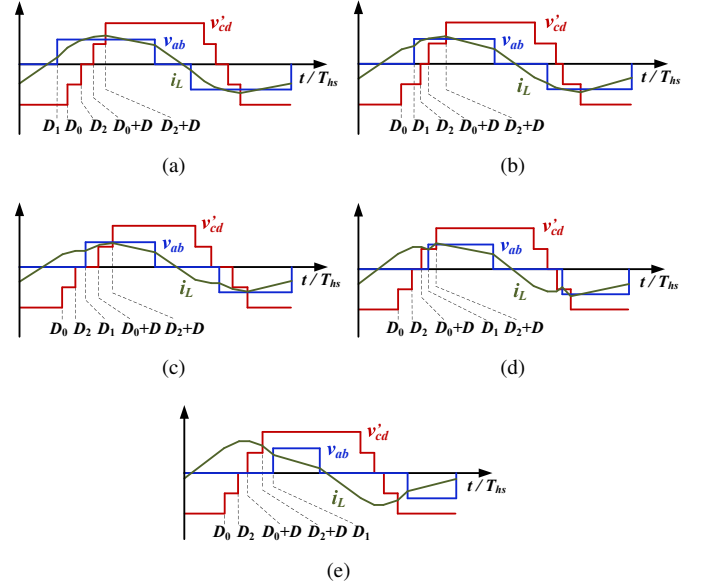 v'cd
vab
iL
t / Ths
D1 D0 D2 D0+D D2+D
(a)
v'cd
vab
iL
t / Ths
D0 D1 D2 D0+D D2+D
(b)
v'cd
vab
iL
t / Ths
D0 D2 D1 D0+D D2+D
(c)
v'cd
vab
iL
t / Ths
D0 D2 D0+D D1 D2+D
(d)
v'cd
vab
iL
t / Ths
D0 D2 D0+D D2+D D1
(e)